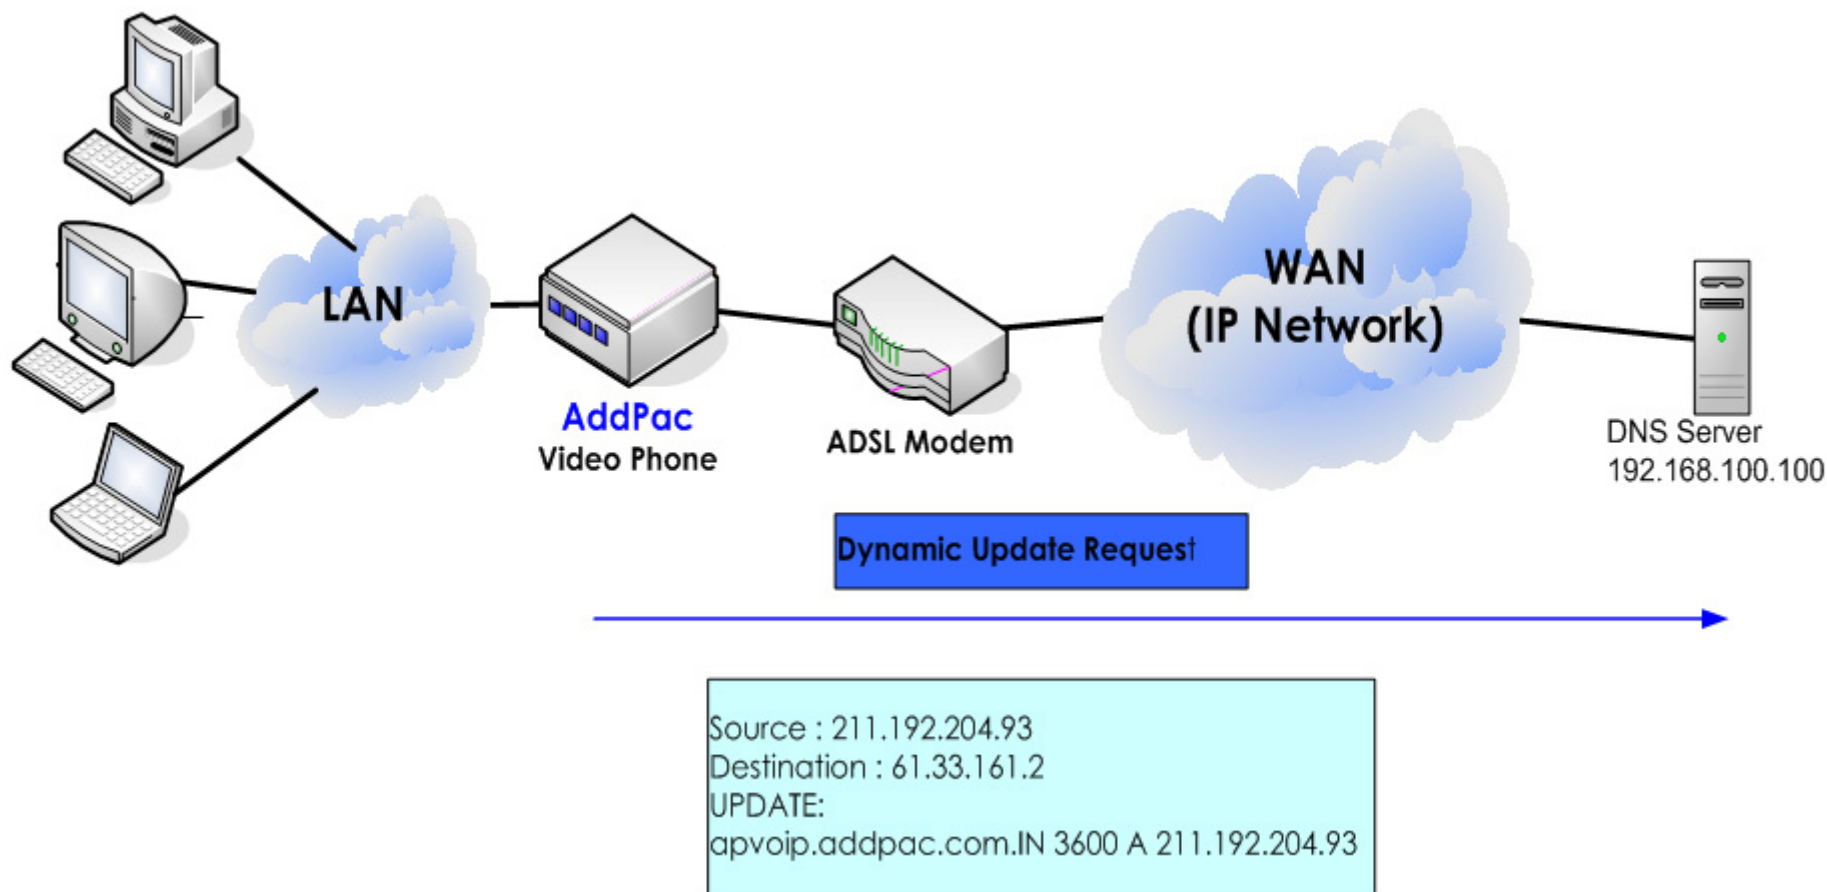 LAN
AddPac
Video Phone
ADSL Modem
WAN
(IP Network)
DNS Server
192.168.100.100
Dynamic Update Request
Source : 211.192.204.93
Destination : 61.33.161.2
UPDATE:
apvoip.addpac.com.IN 3600 A 211.192.204.93